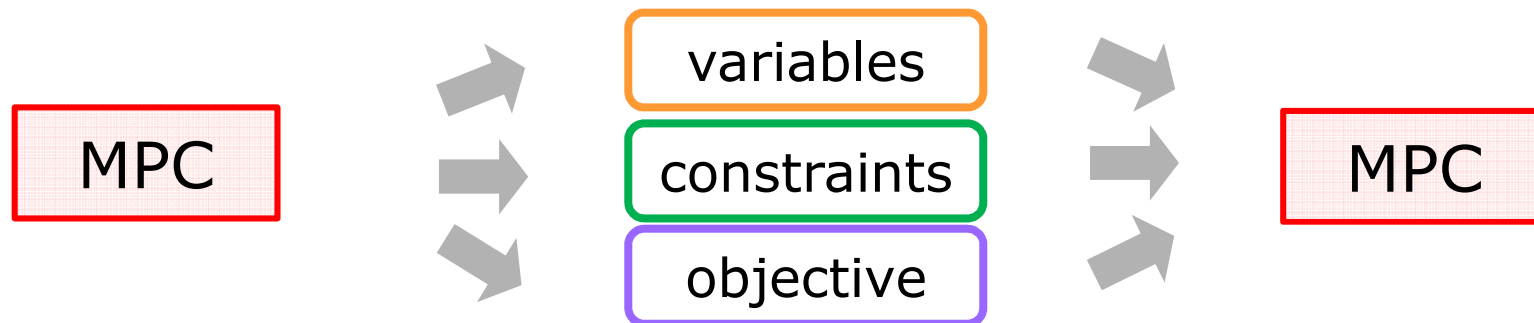 MPC
variables
constraints
objective
MPC